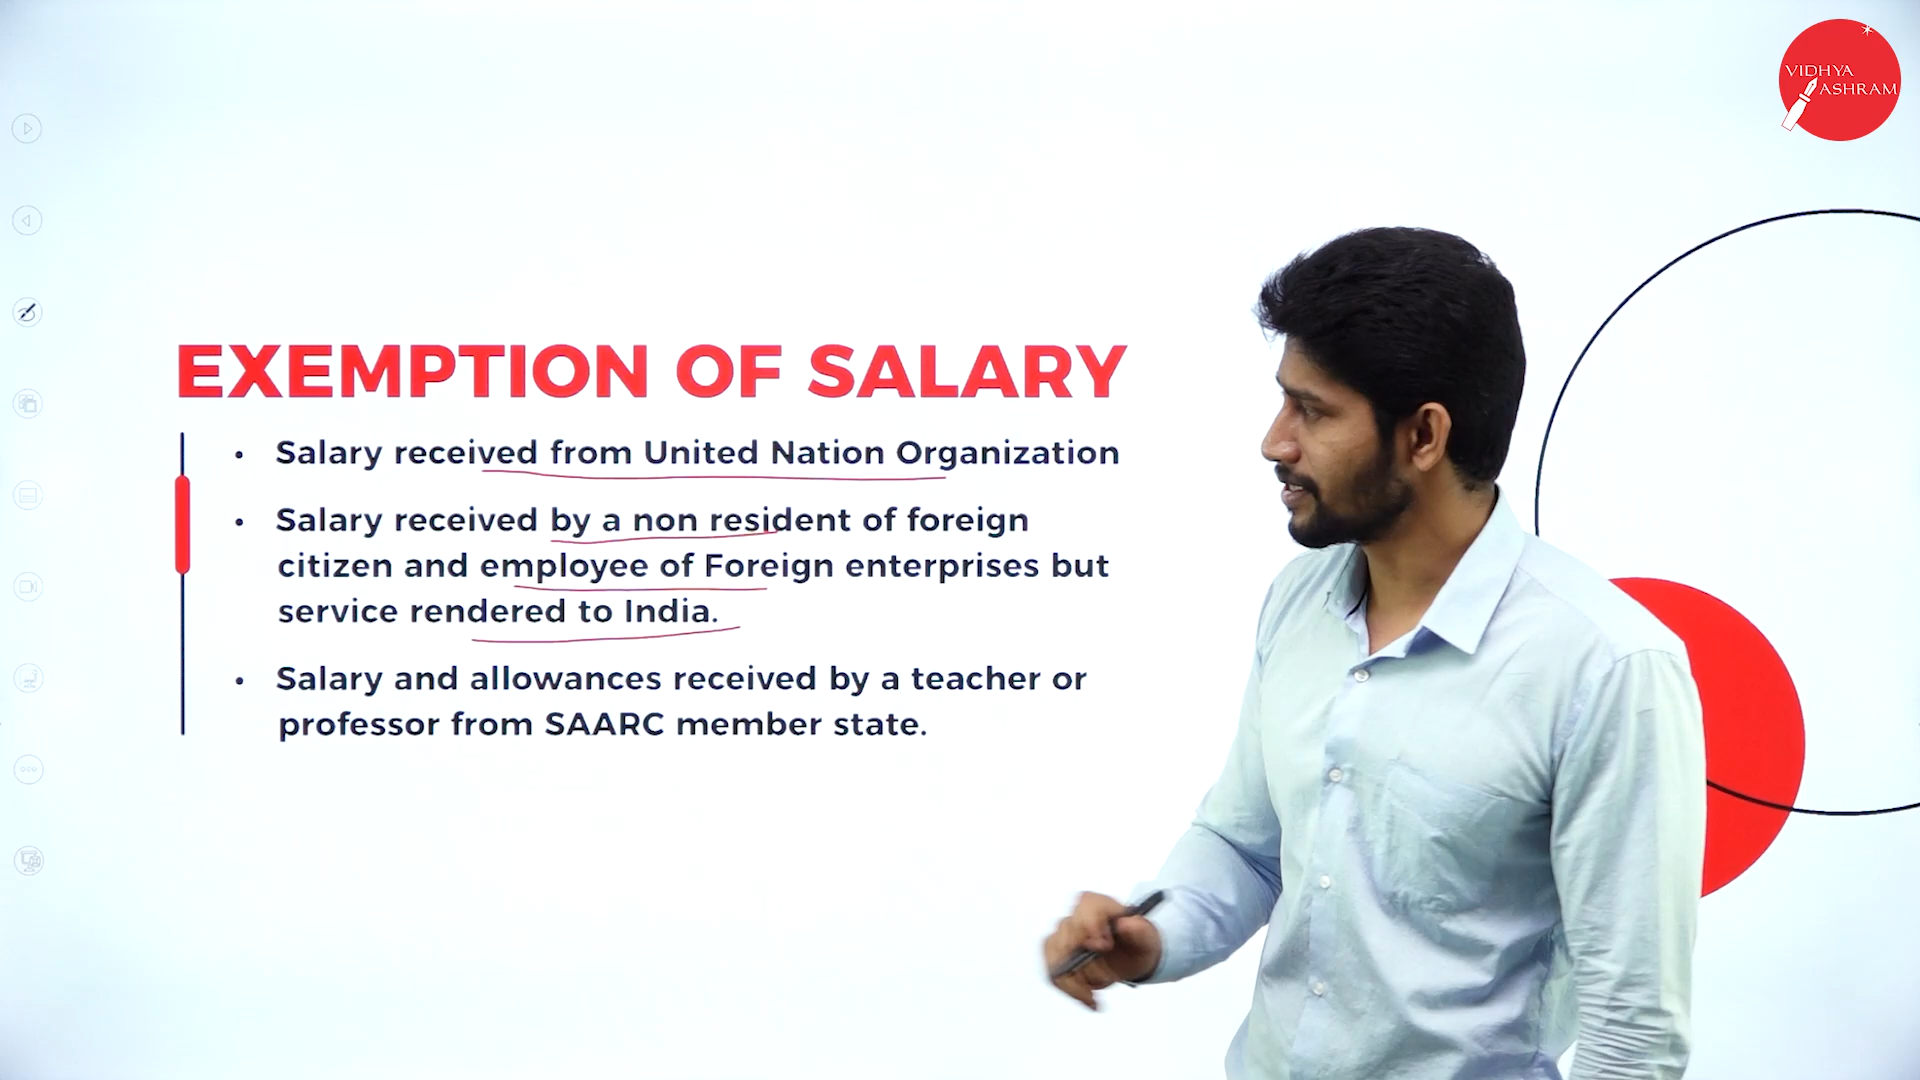 VIDHYA
ASHRAM
EXEMPTION OF SALARY
• Salary received from United Nation Organization
• Salary received by a non resident of foreign
citizen and employee of Foreign enterprises but
service rendered to India.
• Salary and allowances received by a teacher or
professor from SAARC member state.